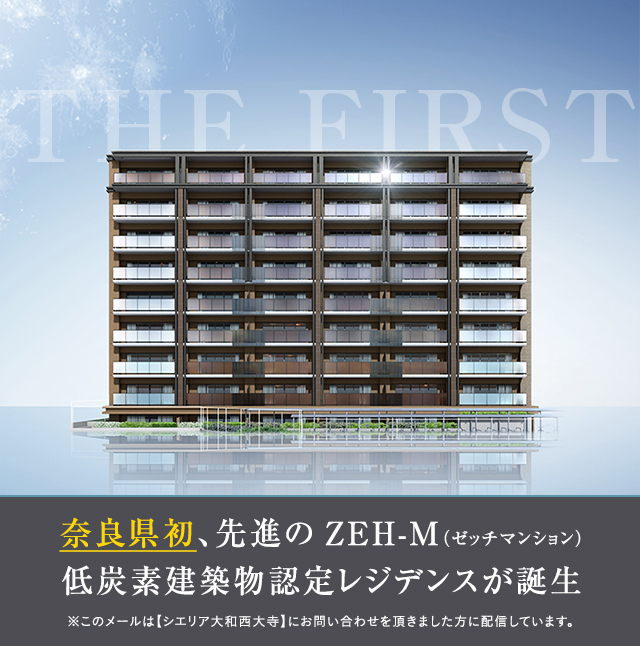 THE FIRST
奈良県初、先進の ZEH-M（ゼッチマンション）
低炭素建築物認定レジデンスが誕生
※このメールは【シエリア大和西大寺】にお問い合わせを頂きました方に配信しています。